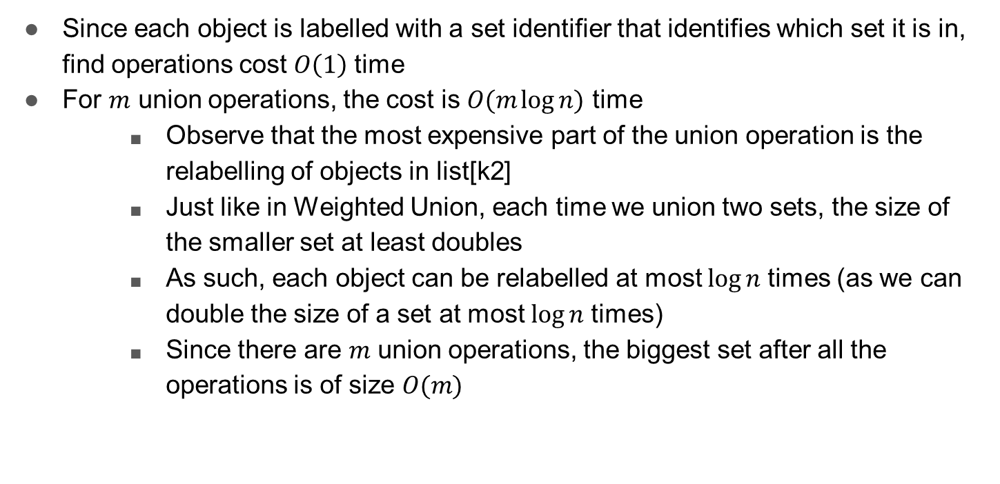 ● Since each object is labelled with a set identifier that identifies which set it is in,
find operations cost O(1) time
● For m union operations, the cost is O(m log n) time
■ Observe that the most expensive part of the union operation is the
relabelling of objects in list[k2]
■ Just like in Weighted Union, each time we union two sets, the size of
the smaller set at least doubles
■ As such, each object can be relabelled at most log n times (as we can
double the size of a set at most log n times)
■ Since there are m union operations, the biggest set after all the
operations is of size O(m)